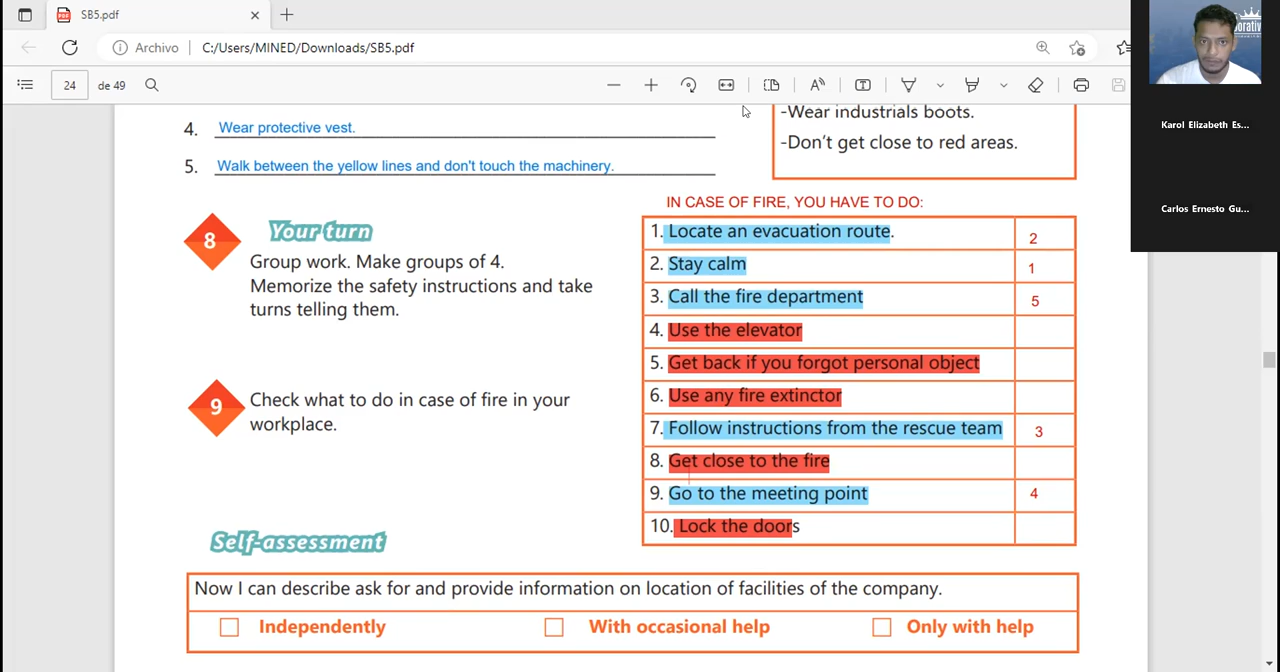 SB5.pdf
Archivo
C:/Users/MINED/Downloads/SB5.pdf
24
de 49
-Wear industrials boots.
-Don't get close to red areas.
4. Wear protective vest.
5. Walk between the yellow lines and don't touch the machinery.
8
Your turn
Group work. Make groups of 4.
Memorize the safety instructions and take
turns telling them.
9
Check what to do in case of fire in your
workplace.
IN CASE OF FIRE, YOU HAVE TO DO:
1. Locate an evacuation route. 2
2. Stay calm 1
3. Call the fire department 5
4. Use the elevator
5. Get back if you forgot personal object
6. Use any fire extinctor
7. Follow instructions from the rescue team 3
8. Get close to the fire
9. Go to the meeting point 4
10. Lock the doors
Self-assessment
Now I can describe ask for and provide information on location of facilities of the company.
Independently
With occasional help
Only with help
Karol Elizabeth Es...
Carlos Ernesto Gu...